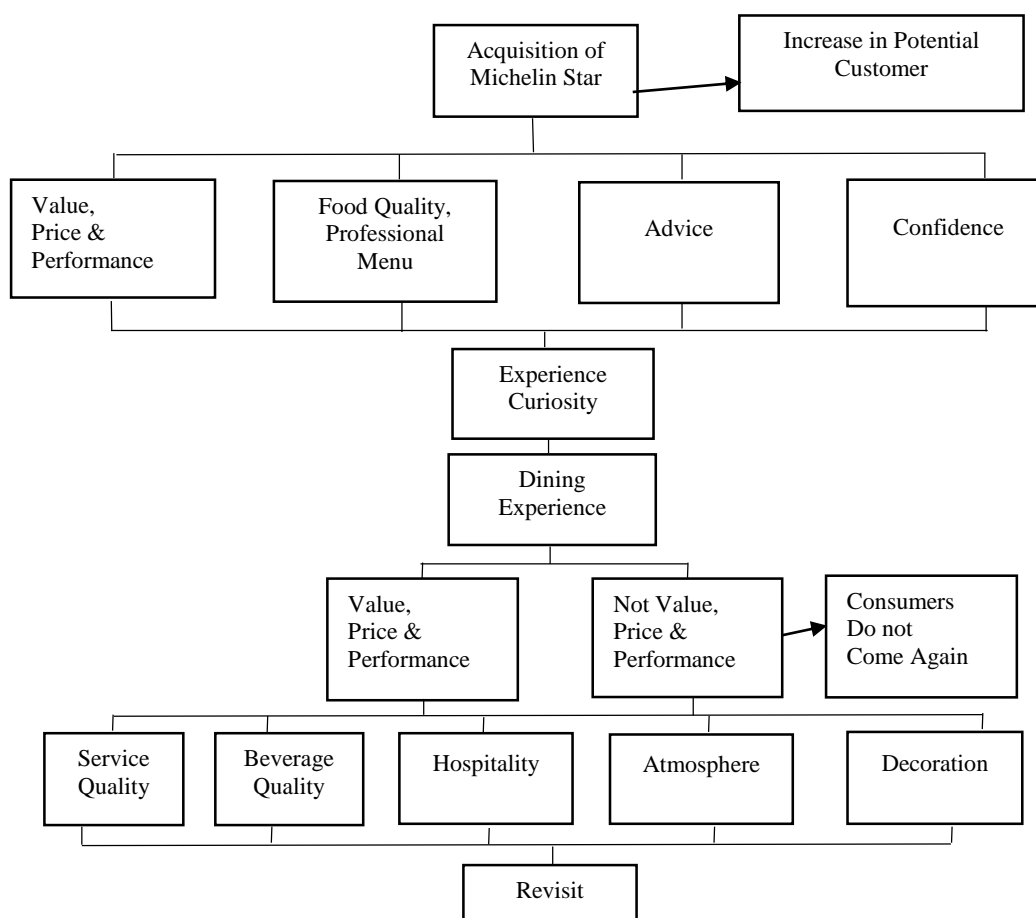 Acquisition of
Michelin Star
Increase in Potential
Customer
Value,
Price &
Performance
Food Quality,
Professional
Menu
Advice
Confidence
Experience
Curiosity
Dining
Experience
Value,
Price &
Performance
Not Value,
Price &
Performance
Consumers
Do not
Come Again
Service
Quality
Beverage
Quality
Hospitality
Atmosphere
Decoration
Revisit